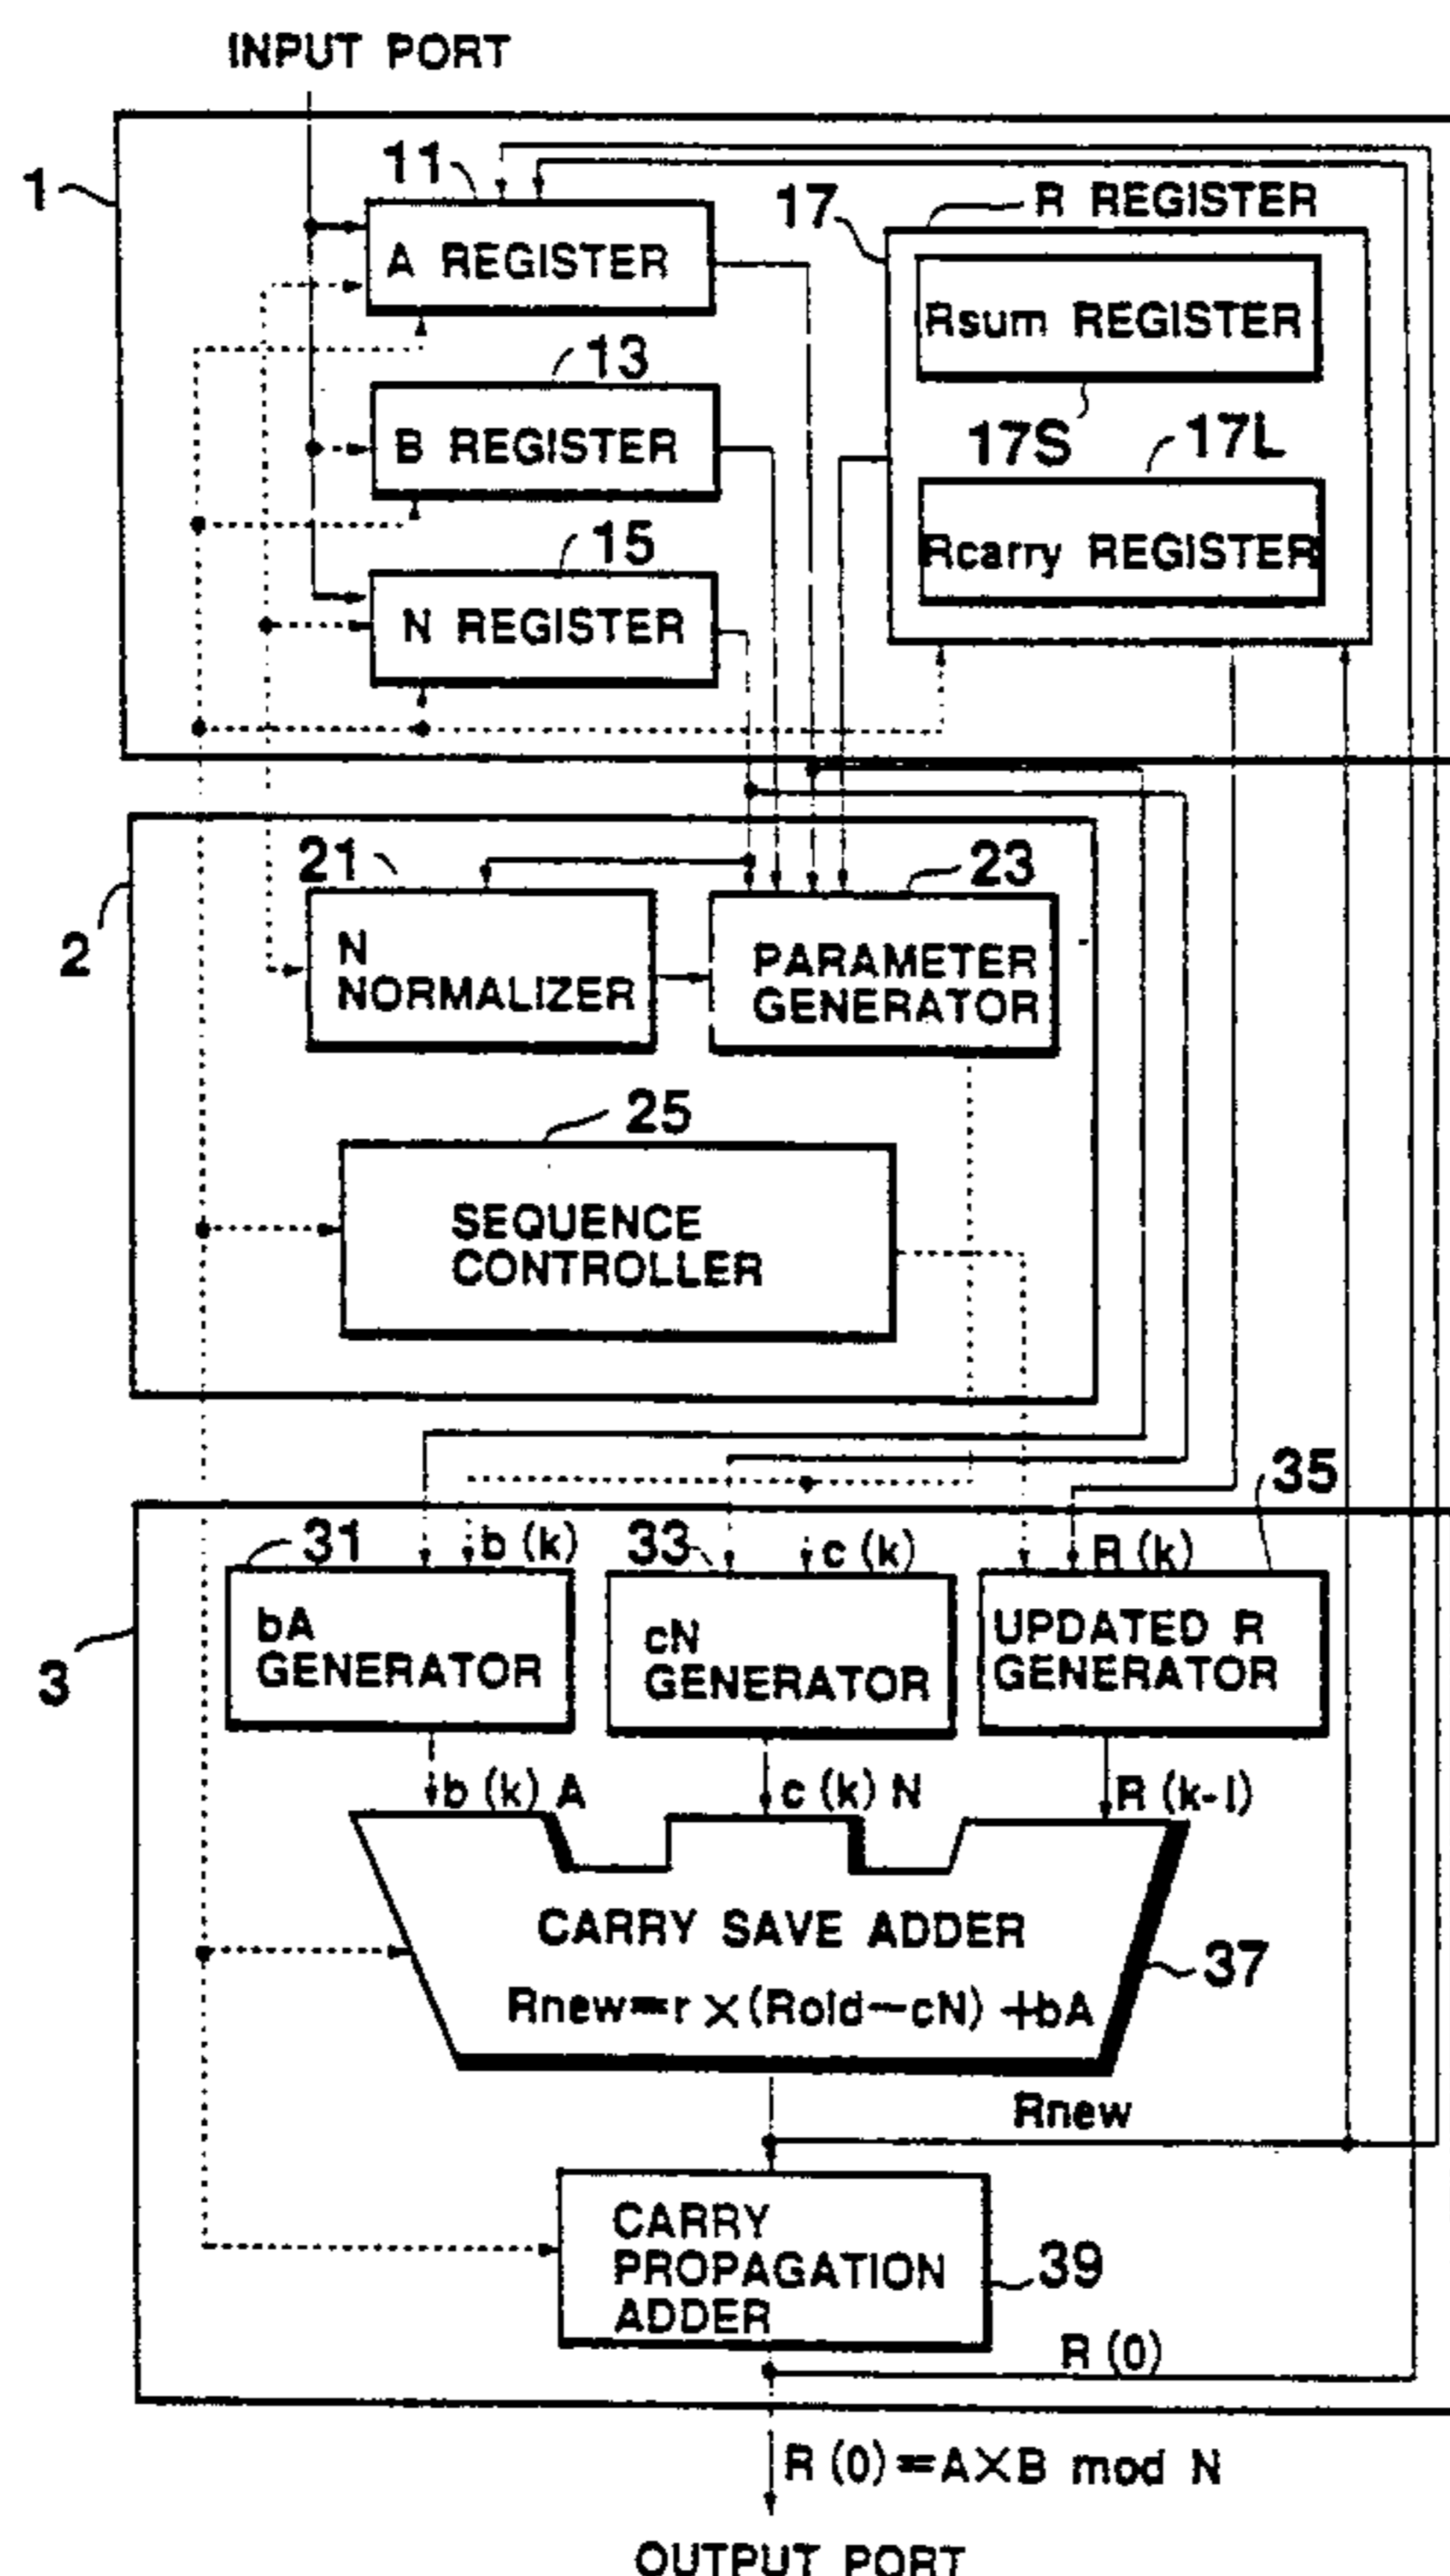 INPUT PORT
1
11
A REGISTER
17
R REGISTER
Rsum REGISTER
17S
13
B REGISTER
17L
Rcarry REGISTER
15
N REGISTER
2
21
N
NORMALIZER
23
PARAMETER
GENERATOR
25
SEQUENCE
CONTROLLER
3
31
b (k)
bA
GENERATOR
33
c (k)
cN
GENERATOR
35
R (k)
UPDATED R
GENERATOR
b (k) A
c (k) N
R (k-1)
CARRY SAVE ADDER
Rnew=r×(Rold-cN)+bA
37
Rnew
CARRY
PROPAGATION
ADDER
39
R (0)
R (0)=A×B mod N
OUTPUT PORT